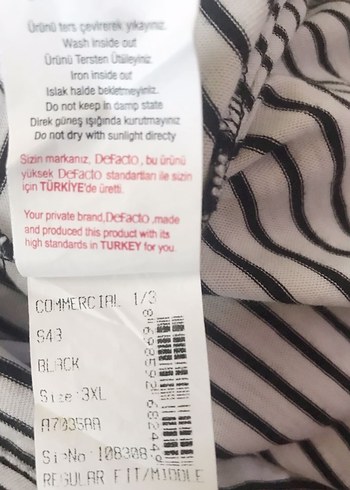 Ürünü ters çevirerek yıkayınız.
Wash inside out
Ürünü Tersten Ütüleyiniz.
Iron inside out
Islak halde bekletmeyiniz.
Do not keep in damp state
Direk güneş ışığında kurutmayınız
Do not dry with sunlight directy
Sizin markanız, DeFacto, bu ürünü
yüksek DeFacto standartları ile sizin
için TÜRKİYE'de üretti.
Your private brand,DeFacto ,made
and produced this product with its
high standards in TURKEY for you.
COMMERCIAL 1/3
S43
BLACK
Size:3XL
A7335AA
SipNo:108308
REGULAR FIT/MIDDLE